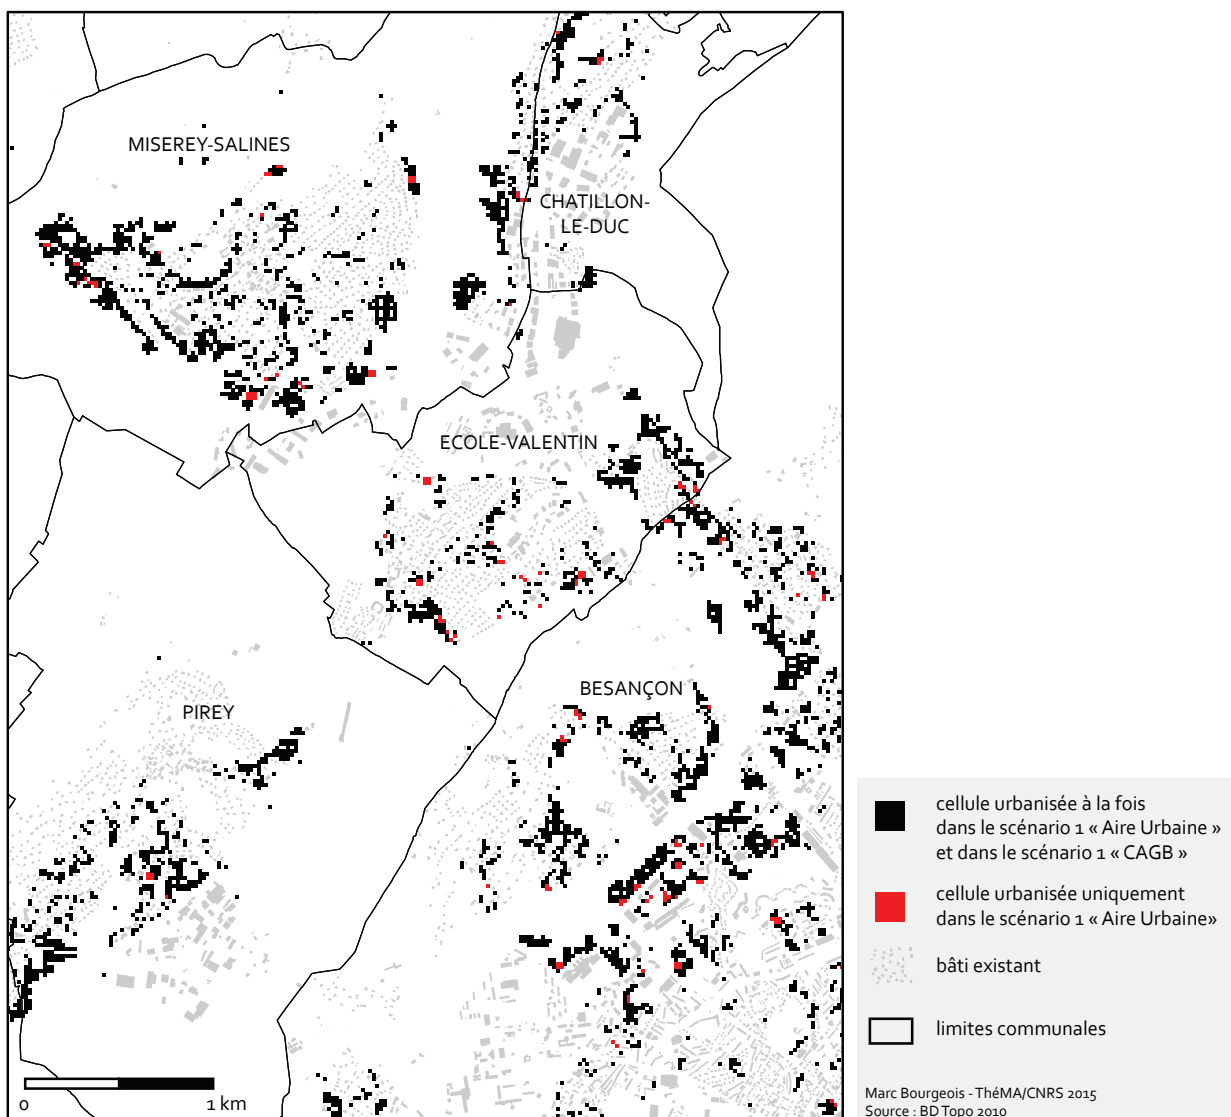 MISEREY-SALINES
CHATILLON-
LE-DUC
ECOLE-VALENTIN
BESANÇON
PIREY
0 1 km
cellule urbanisée à la fois
dans le scénario 1 « Aire Urbaine »
et dans le scénario 1 « CAGB »
cellule urbanisée uniquement
dans le scénario 1 « Aire Urbaine»
bâti existant
limites communales
Marc Bourgeois - ThéMA/CNRS 2015
Source : BD Topo 2010